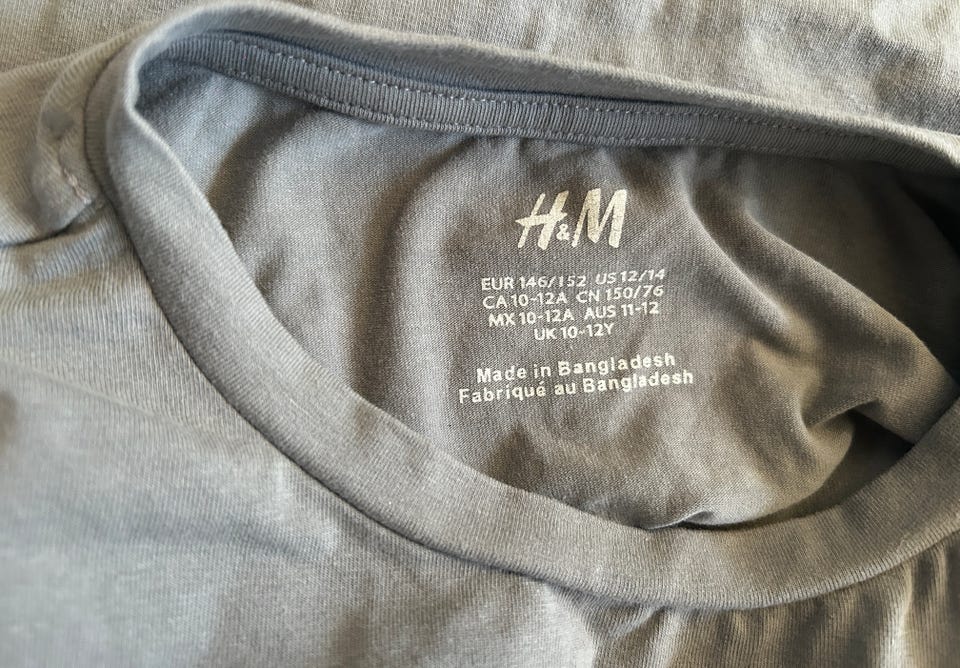 H&M
EUR 146/152 US 12/14
CA 10-12A CN 150/76
MX 10-12A AUS 11-12
UK 10-12Y
Made in Bangladesh
Fabriqué au Bangladesh